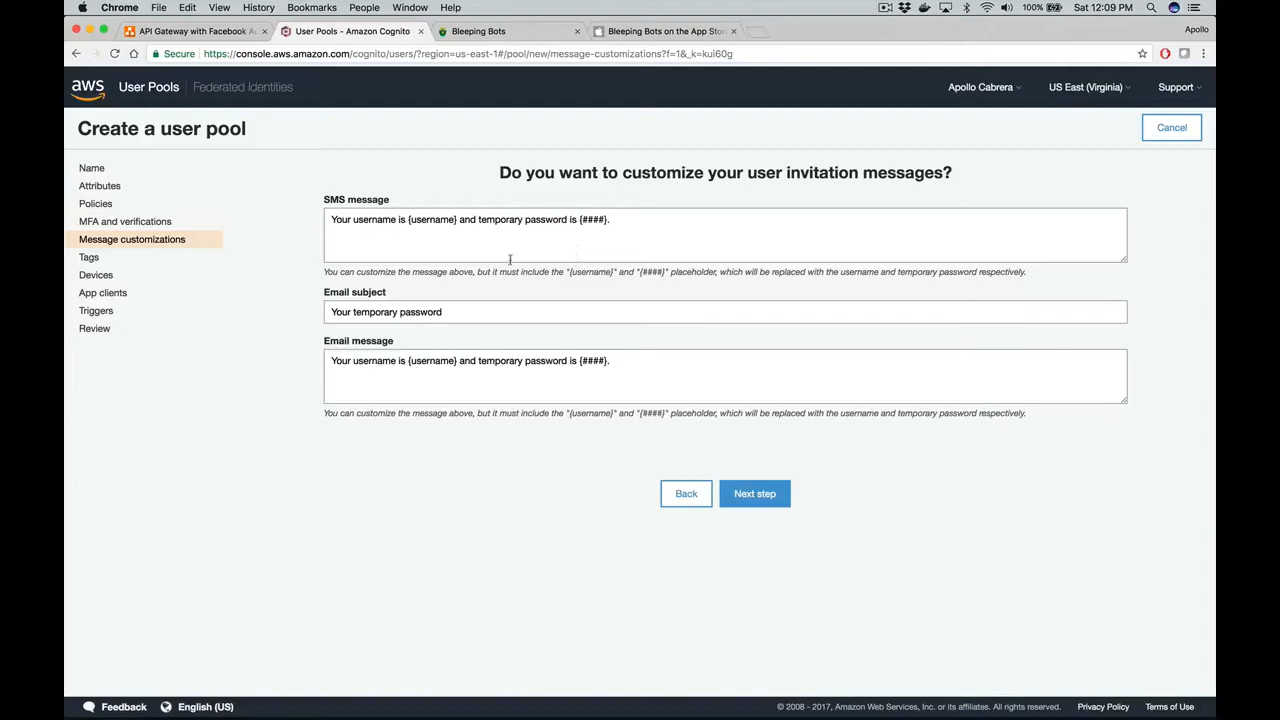 Chrome File Edit View History Bookmarks People Window Help 100% Sat 12:09 PM
API Gateway with Facebook A
User Pools - Amazon Cognito
Bleeping Bots
Bleeping Bots on the App Stor
Apollo
Secure https://console.aws.amazon.com/cognito/users/?region=us-east-1#/pool/new/message-customizations?f=1&_k=kui60g
aws User Pools Federated Identities Apollo Cabrera US East (Virginia) Support
Create a user pool Cancel
Name
Attributes
Policies
MFA and verifications
Message customizations
Tags
Devices
App clients
Triggers
Review
Do you want to customize your user invitation messages?
SMS message
Your username is {username} and temporary password is {####}.
You can customize the message above, but it must include the "{username}" and "{####}" placeholder, which will be replaced with the username and temporary password respectively.
Email subject
Your temporary password
Email message
Your username is {username} and temporary password is {####}.
You can customize the message above, but it must include the "{username}" and "{####}" placeholder, which will be replaced with the username and temporary password respectively.
Back Next step
Feedback English (US) © 2008 - 2017, Amazon Web Services, Inc. or its affiliates. All rights reserved. Privacy Policy Terms of Use